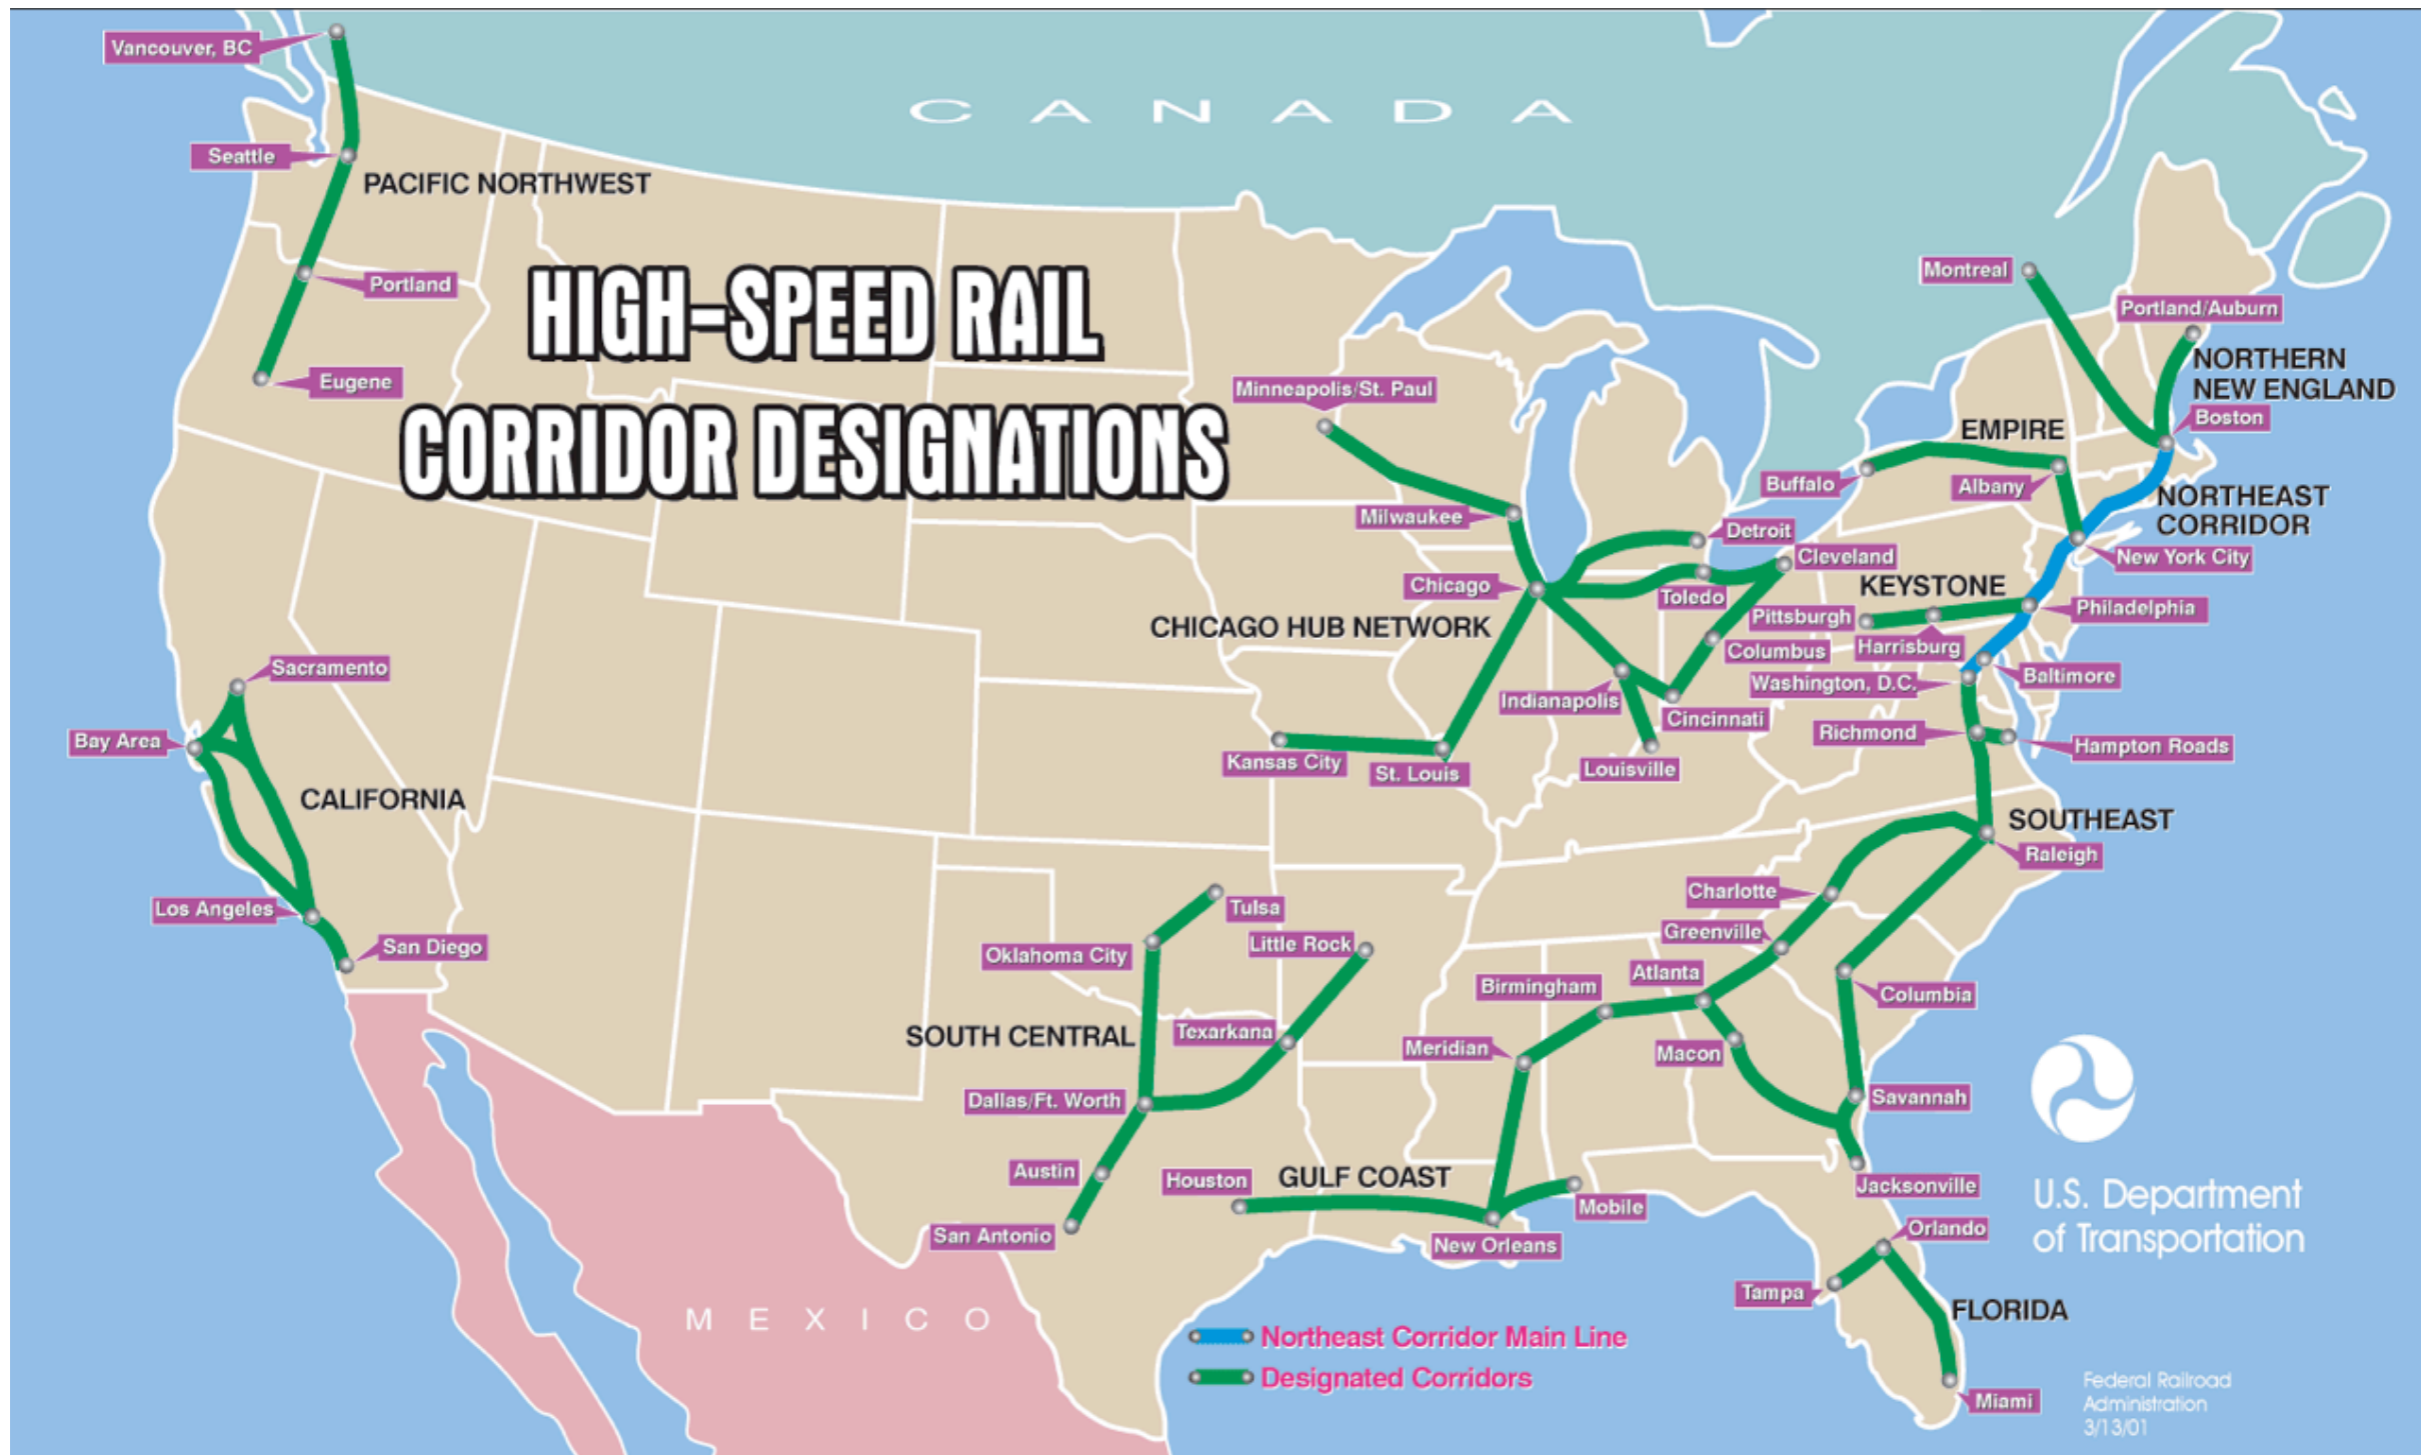 Vancouver, BC
CANADA
Seattle
PACIFIC NORTHWEST
Portland
Eugene
HIGH-SPEED RAIL
CORRIDOR DESIGNATIONS
Montreal
Portland/Auburn
NORTHERN
NEW ENGLAND
Boston
Minneapolis/St. Paul
EMPIRE
Buffalo
Albany
NORTHEAST
CORRIDOR
Milwaukee
Detroit
Cleveland
New York City
Chicago
Toledo
KEYSTONE
Pittsburgh
Philadelphia
CHICAGO HUB NETWORK
Columbus
Harrisburg
Baltimore
Washington, D.C.
Sacramento
Indianapolis
Cincinnati
Bay Area
Richmond
Hampton Roads
Kansas City
St. Louis
Louisville
CALIFORNIA
SOUTHEAST
Raleigh
Los Angeles
San Diego
Tulsa
Charlotte
Oklahoma City
Little Rock
Greenville
Atlanta
Birmingham
Columbia
SOUTH CENTRAL
Texarkana
Meridian
Macon
Dallas/Ft. Worth
Savannah
Austin
Houston
GULF COAST
Mobile
Jacksonville
U.S. Department
of Transportation
San Antonio
New Orleans
Orlando
Tampa
FLORIDA
MEXICO
Northeast Corridor Main Line
Designated Corridors
Miami
Federal Railroad
Administration
3/13/01